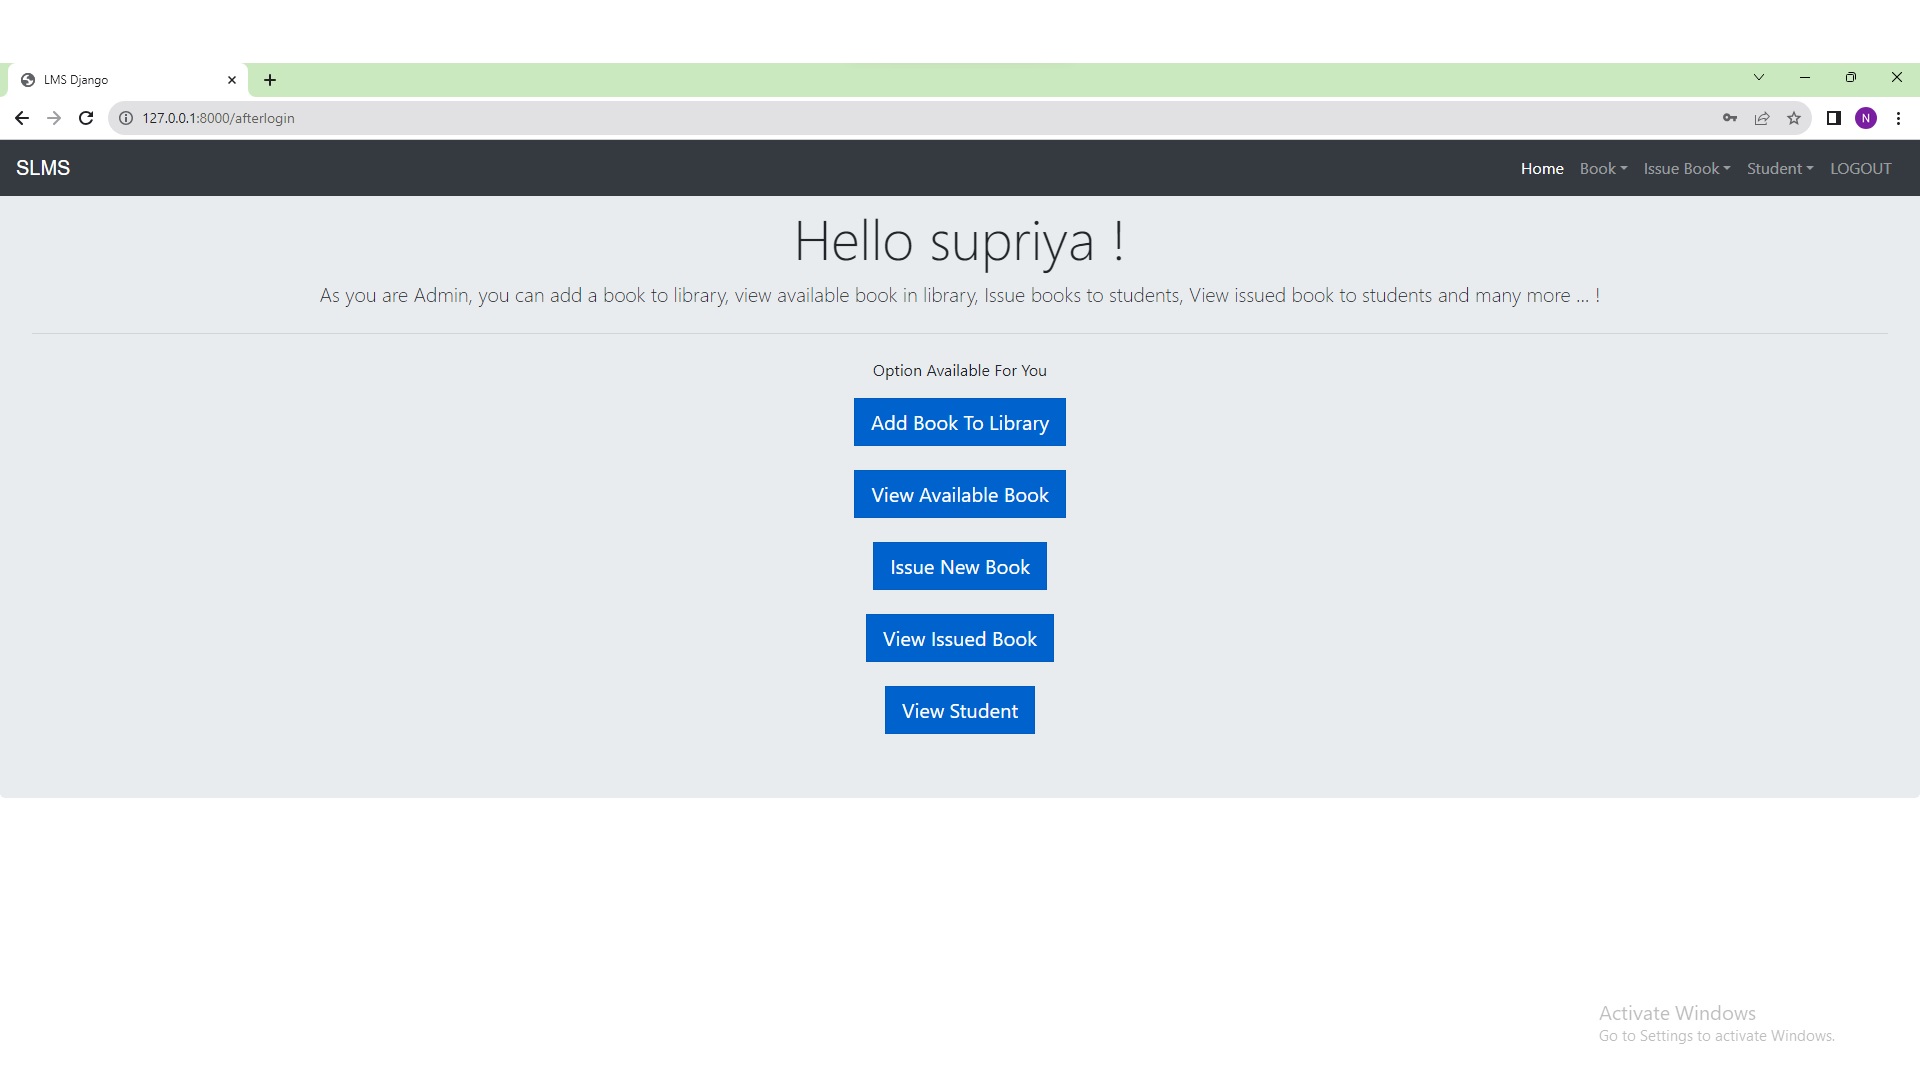 LMS Django
127.0.0.1:8000/afterlogin
N
SLMS
Home Book Issue Book Student LOGOUT
Hello supriya !
As you are Admin, you can add a book to library, view available book in library, Issue books to students, View issued book to students and many more ... !
Option Available For You
Add Book To Library
View Available Book
Issue New Book
View Issued Book
View Student
Activate Windows
Go to Settings to activate Windows.